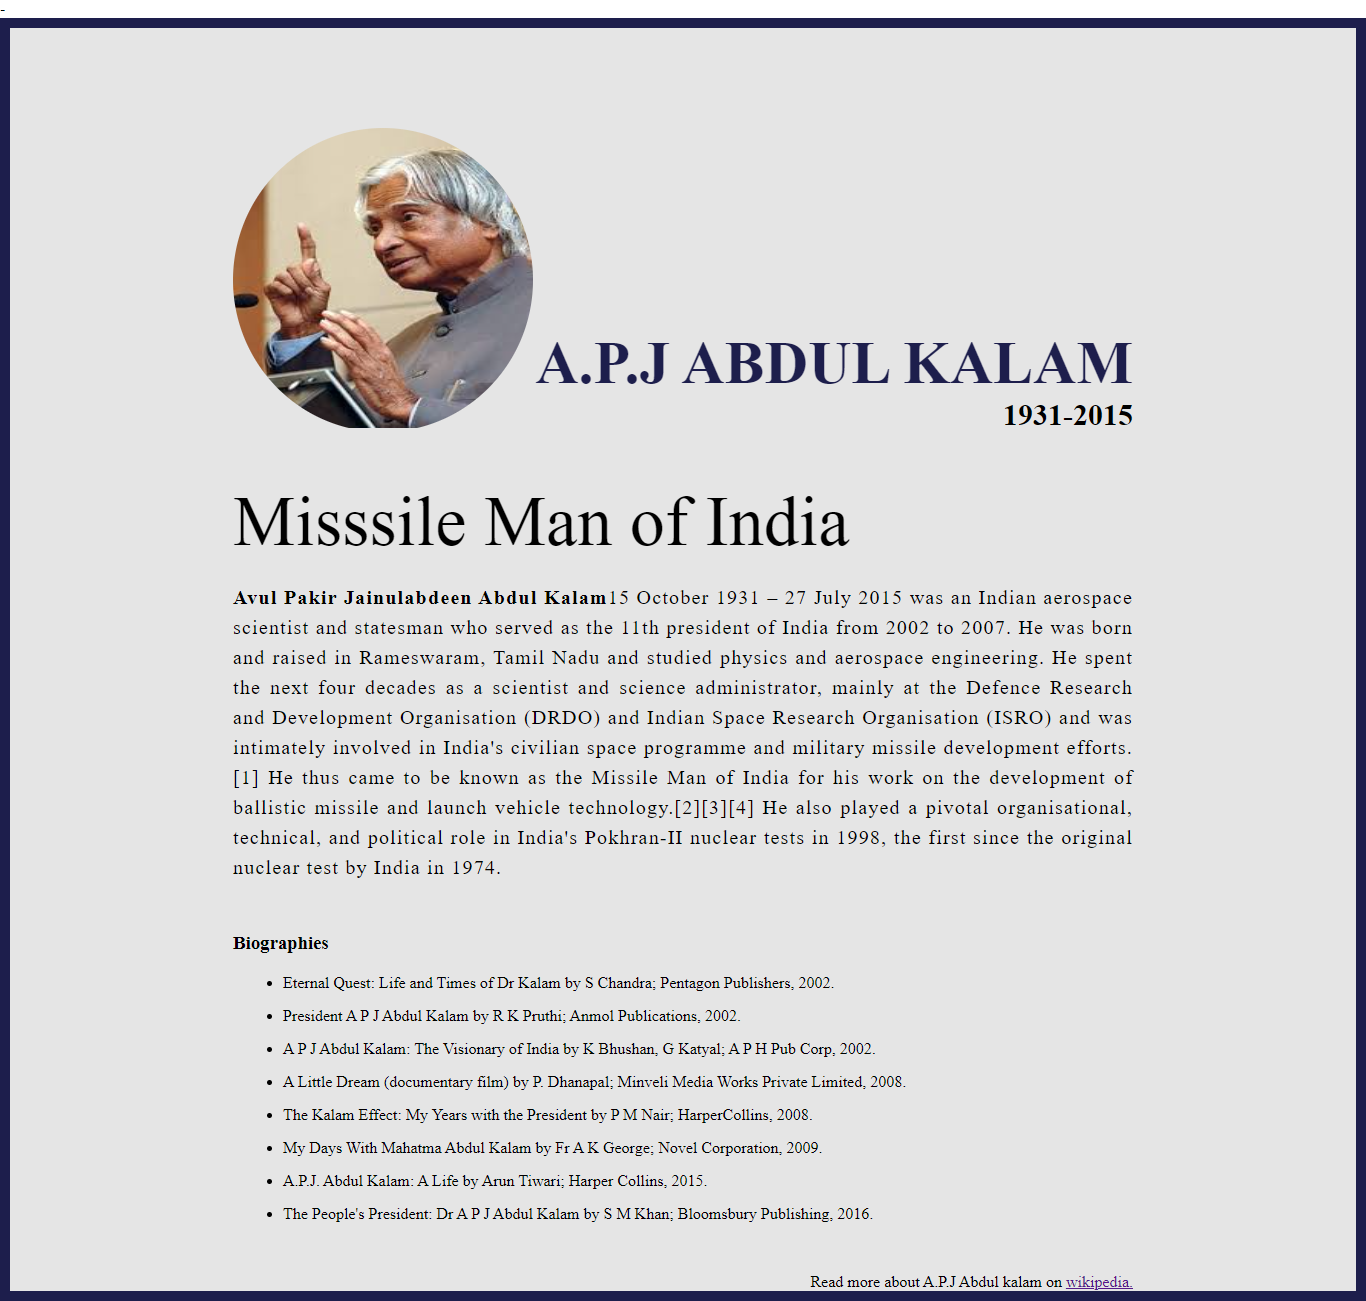 -
A.P.J ABDUL KALAM
1931-2015
Misssile Man of India
Avul Pakir Jainulabdeen Abdul Kalam15 October 1931 – 27 July 2015 was an Indian aerospace
scientist and statesman who served as the 11th president of India from 2002 to 2007. He was born
and raised in Rameswaram, Tamil Nadu and studied physics and aerospace engineering. He spent
the next four decades as a scientist and science administrator, mainly at the Defence Research
and Development Organisation (DRDO) and Indian Space Research Organisation (ISRO) and was
intimately involved in India's civilian space programme and military missile development efforts.
[1] He thus came to be known as the Missile Man of India for his work on the development of
ballistic missile and launch vehicle technology.[2][3][4] He also played a pivotal organisational,
technical, and political role in India's Pokhran-II nuclear tests in 1998, the first since the original
nuclear test by India in 1974.
Biographies
• Eternal Quest: Life and Times of Dr Kalam by S Chandra; Pentagon Publishers, 2002.
• President A P J Abdul Kalam by R K Pruthi; Anmol Publications, 2002.
• A P J Abdul Kalam: The Visionary of India by K Bhushan, G Katyal; A P H Pub Corp, 2002.
• A Little Dream (documentary film) by P. Dhanapal; Minveli Media Works Private Limited, 2008.
• The Kalam Effect: My Years with the President by P M Nair; HarperCollins, 2008.
• My Days With Mahatma Abdul Kalam by Fr A K George; Novel Corporation, 2009.
• A.P.J. Abdul Kalam: A Life by Arun Tiwari; Harper Collins, 2015.
• The People's President: Dr A P J Abdul Kalam by S M Khan; Bloomsbury Publishing, 2016.
Read more about A.P.J Abdul kalam on wikipedia.